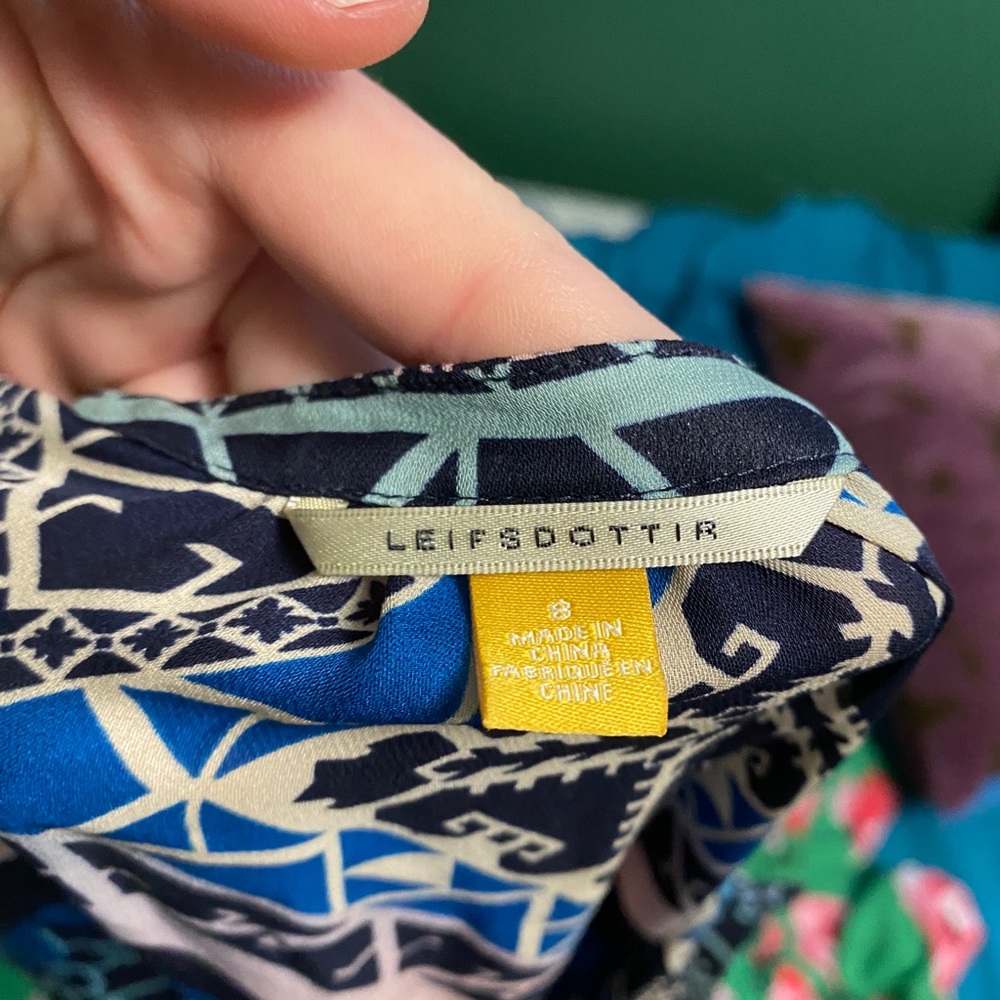 LEIFSDOTTIR
8
MADE IN
CHINA
FABRIQUÉ EN
CHINE